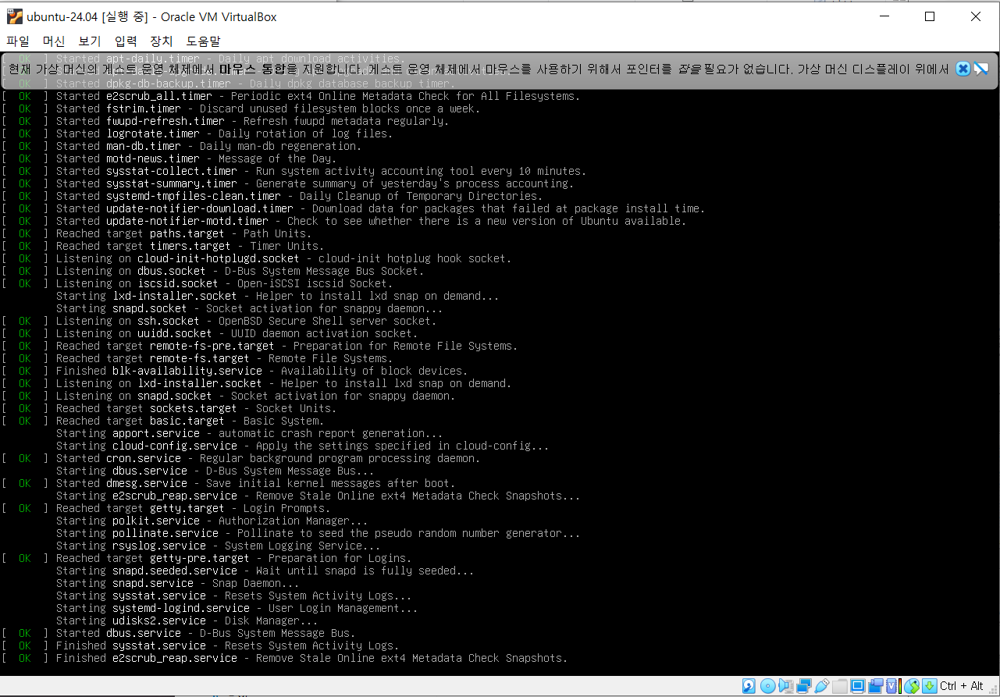 ubuntu-24.04 [실행 중] - Oracle VM VirtualBox
파일 머신 보기 입력 장치 도움말
[ OK ] Started apt-daily.timer - Daily apt download activities.
현재 가상 머신의 게스트 운영 체제에서 마우스 통합을 지원합니다. 게스트 운영 체제에서 마우스를 사용하기 위해서 포인터를 잡을 필요가 없습니다. 가상 머신 디스플레이 위에서
[ OK ] Started dpkg-db-backup.timer - Daily dpkg database backup timer.
[ OK ] Started e2scrub_all.timer - Periodic ext4 Online Metadata Check for All Filesystems.
[ OK ] Started fstrim.timer - Discard unused filesystem blocks once a week.
[ OK ] Started fwupd-refresh.timer - Refresh fwupd metadata regularly.
[ OK ] Started logrotate.timer - Daily rotation of log files.
[ OK ] Started man-db.timer - Daily man-db regeneration.
[ OK ] Started motd-news.timer - Message of the Day.
[ OK ] Started sysstat-collect.timer - Run system activity accounting tool every 10 minutes.
[ OK ] Started sysstat-summary.timer - Generate summary of yesterday's process accounting.
[ OK ] Started systemd-tmpfiles-clean.timer - Daily Cleanup of Temporary Directories.
[ OK ] Started update-notifier-download.timer - Download data for packages that failed at package install time.
[ OK ] Started update-notifier-motd.timer - Check to see whether there is a new version of Ubuntu available.
[ OK ] Reached target paths.target - Path Units.
[ OK ] Reached target timers.target - Timer Units.
[ OK ] Listening on cloud-init-hotplugd.socket - cloud-init hotplug hook socket.
[ OK ] Listening on dbus.socket - D-Bus System Message Bus Socket.
[ OK ] Listening on iscsid.socket - Open-iSCSI iscsid Socket.
Starting lxd-installer.socket - Helper to install lxd snap on demand...
Starting snapd.socket - Socket activation for snappy daemon...
[ OK ] Listening on ssh.socket - OpenBSD Secure Shell server socket.
[ OK ] Listening on uuidd.socket - UUID daemon activation socket.
[ OK ] Reached target remote-fs-pre.target - Preparation for Remote File Systems.
[ OK ] Reached target remote-fs.target - Remote File Systems.
[ OK ] Finished blk-availability.service - Availability of block devices.
[ OK ] Listening on lxd-installer.socket - Helper to install lxd snap on demand.
[ OK ] Listening on snapd.socket - Socket activation for snappy daemon.
[ OK ] Reached target sockets.target - Socket Units.
[ OK ] Reached target basic.target - Basic System.
Starting apport.service - automatic crash report generation...
Starting cloud-config.service - Apply the settings specified in cloud-config...
[ OK ] Started cron.service - Regular background program processing daemon.
Starting dbus.service - D-Bus System Message Bus...
[ OK ] Started dmesg.service - Save initial kernel messages after boot.
Starting e2scrub_reap.service - Remove Stale Online ext4 Metadata Check Snapshots...
[ OK ] Reached target getty.target - Login Prompts.
Starting polkit.service - Authorization Manager...
Starting pollinate.service - Pollinate to seed the pseudo random number generator...
Starting rsyslog.service - System Logging Service...
[ OK ] Reached target getty-pre.target - Preparation for Logins.
Starting snapd.seeded.service - Wait until snapd is fully seeded...
Starting snapd.service - Snap Daemon...
Starting sysstat.service - Resets System Activity Logs...
Starting systemd-logind.service - User Login Management...
Starting udisks2.service - Disk Manager...
[ OK ] Started dbus.service - D-Bus System Message Bus.
[ OK ] Finished sysstat.service - Resets System Activity Logs.
[ OK ] Finished e2scrub_reap.service - Remove Stale Online ext4 Metadata Check Snapshots.
Ctrl + Alt